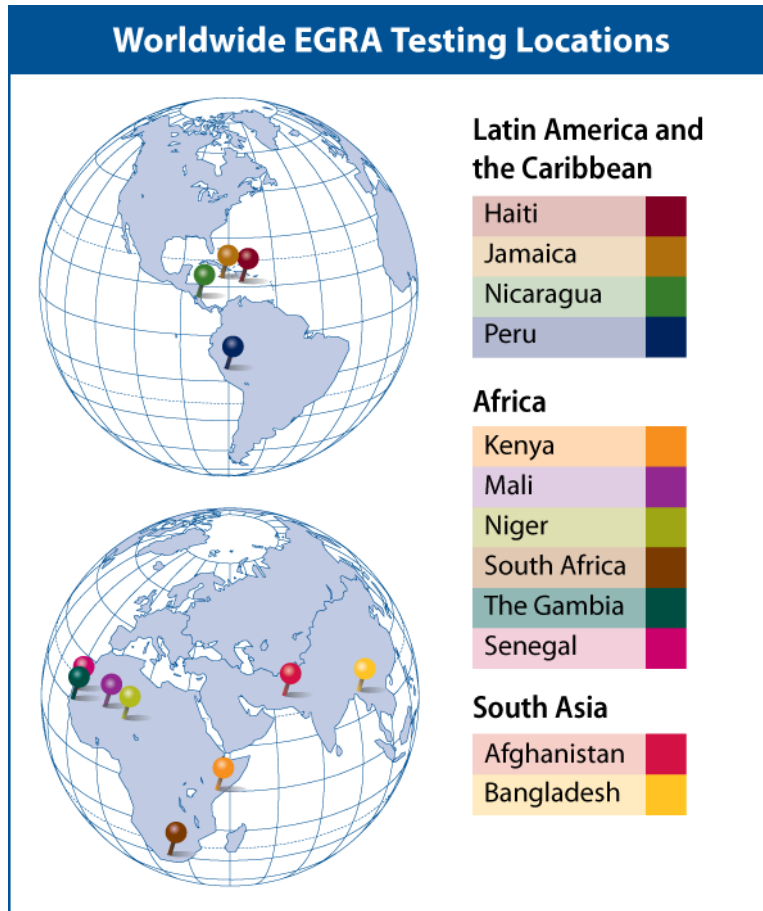 Worldwide EGRA Testing Locations
Latin America and
the Caribbean
Haiti
Jamaica
Nicaragua
Peru
Africa
Kenya
Mali
Niger
South Africa
The Gambia
Senegal
South Asia
Afghanistan
Bangladesh